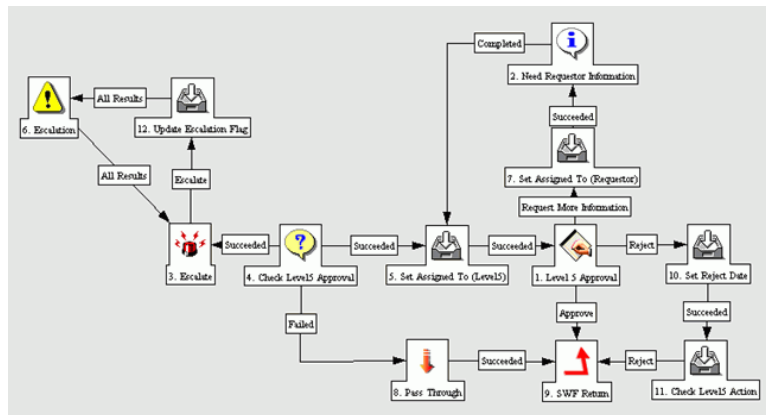 Completed
2. Need Requestor Information
All Results
6. Escalation
12. Update Escalation Flag
Succeeded
7. Set Assigned To (Requestor)
All Results
Escalate
Request More Information
Succeeded
Succeeded
Succeeded
Reject
3. Escalate
4. Check Level5 Approval
5. Set Assigned To (Level5)
1. Level 5 Approval
10. Set Reject Date
Failed
Approve
Succeeded
Succeeded
Reject
8. Pass Through
9. SWF Return
11. Check Level5 Action